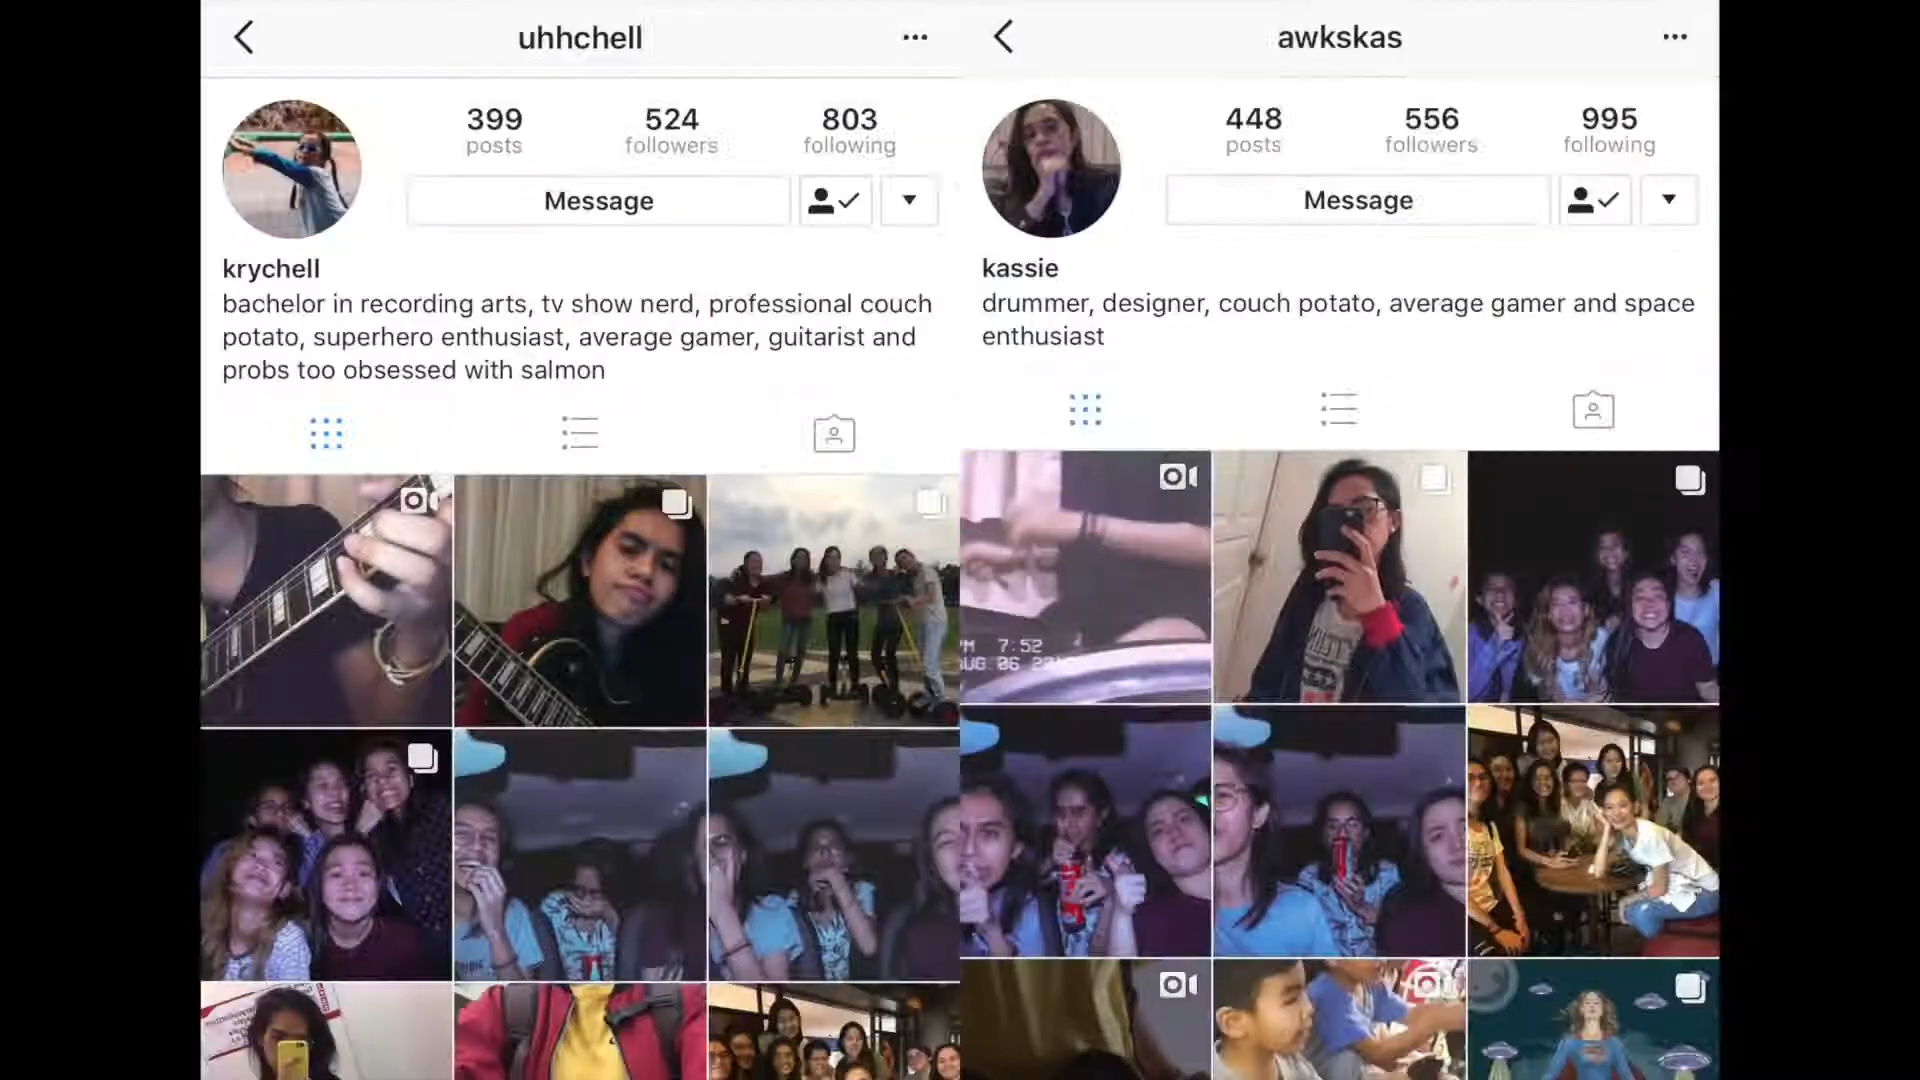 uhhchell
399
posts
524
followers
803
following
Message
krychell
bachelor in recording arts, tv show nerd, professional couch
potato, superhero enthusiast, average gamer, guitarist and
probs too obsessed with salmon
awkskas
448
posts
556
followers
995
following
Message
kassie
drummer, designer, couch potato, average gamer and space
enthusiast
7:52
06